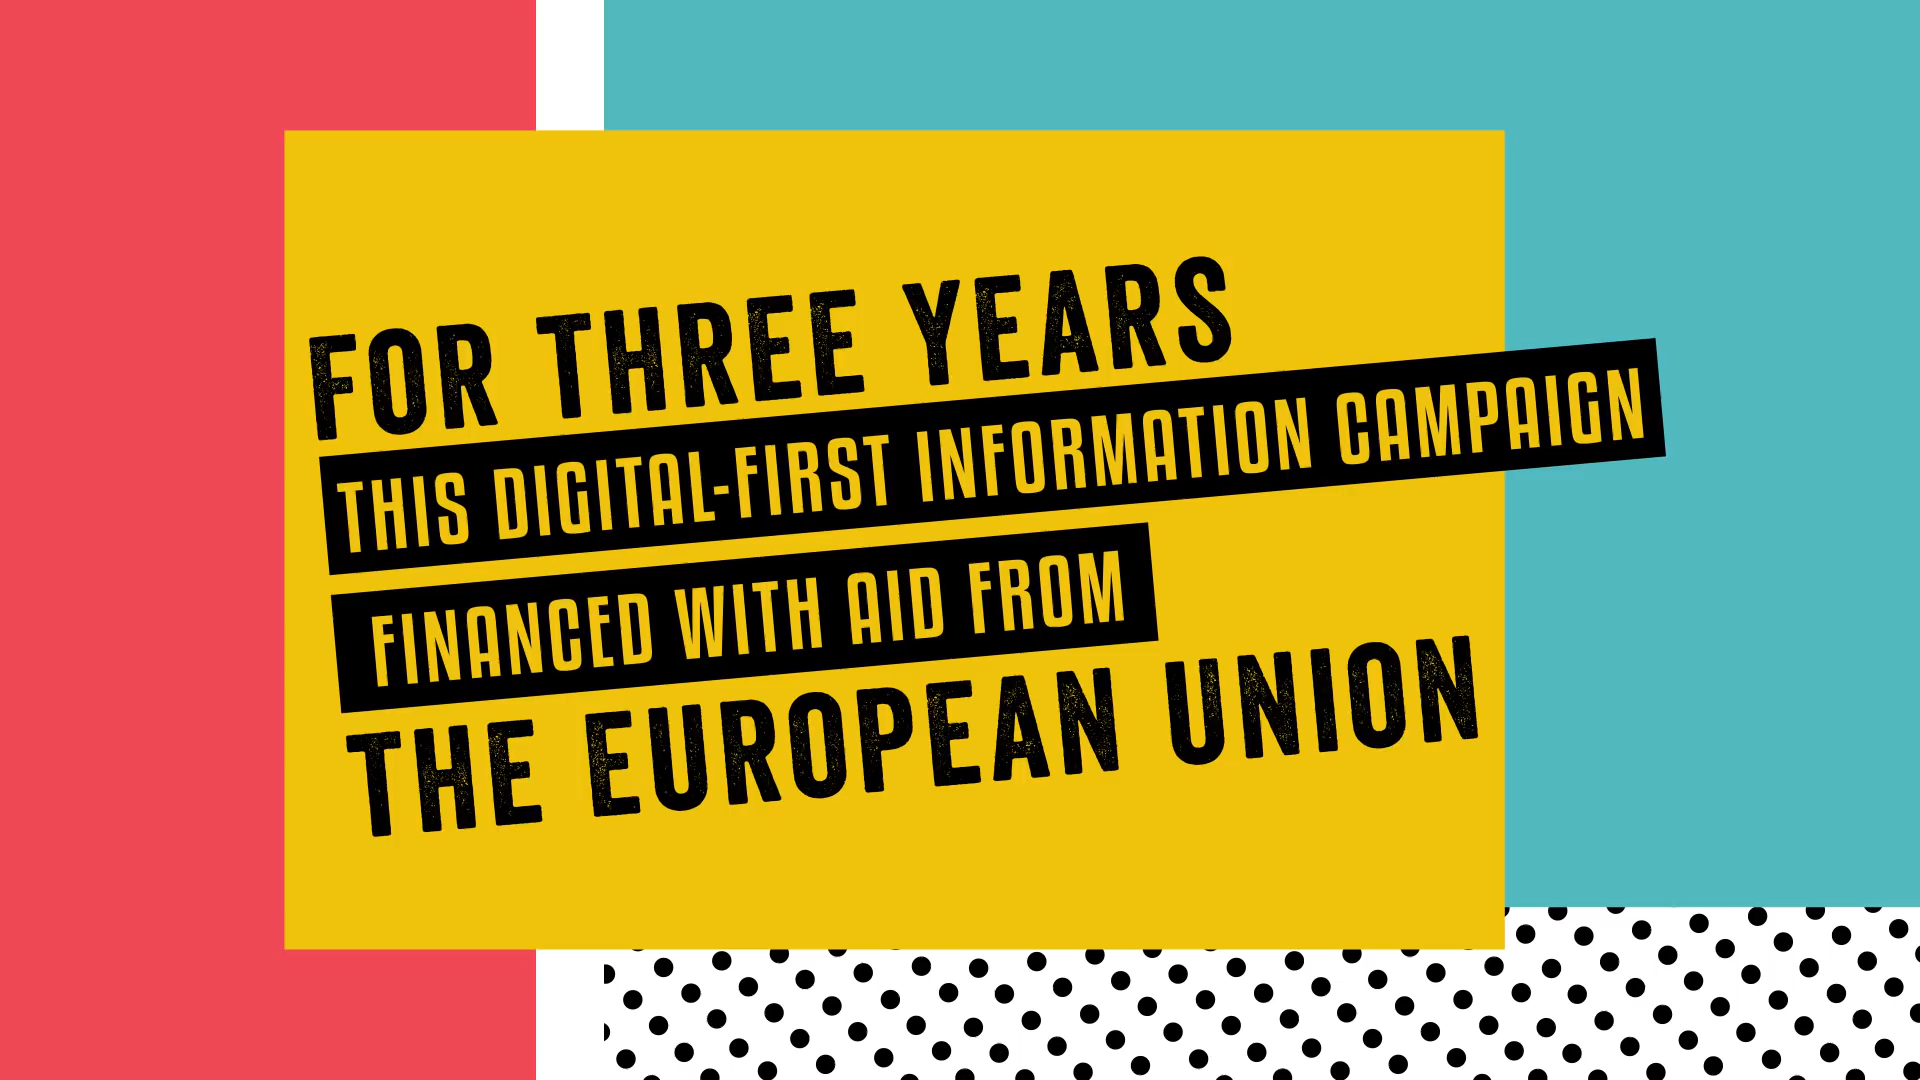 FOR THREE YEARS
THIS DIGITAL-FIRST INFORMATION CAMPAIGN
FINANCED WITH AID FROM
THE EUROPEAN UNION